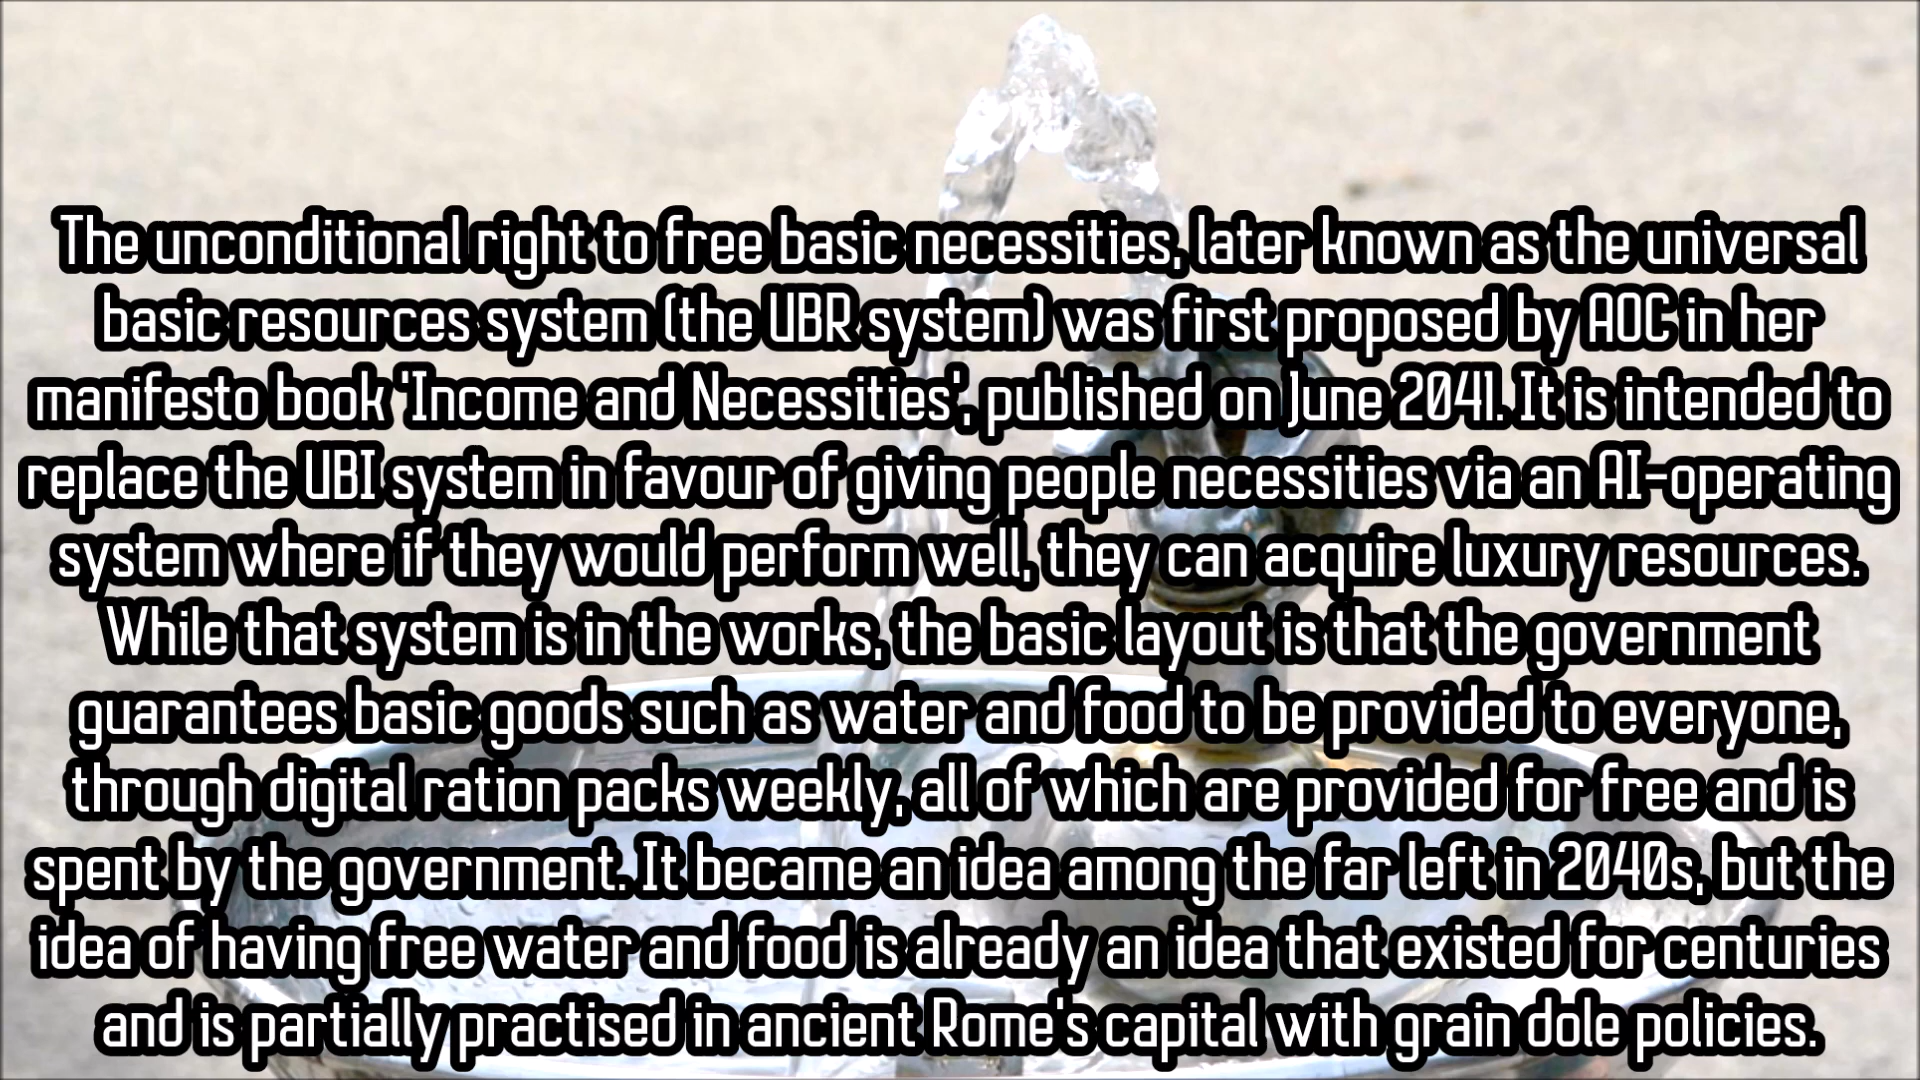 The unconditional right to free basic necessities, later known as the universal
basic resources system (the UBR system) was first proposed by AOC in her
manifesto book 'Income and Necessities', published on June 2041. It is intended to
replace the UBI system in favour of giving people necessities via an AI-operating
system where if they would perform well, they can acquire luxury resources.
While that system is in the works, the basic layout is that the government
guarantees basic goods such as water and food to be provided to everyone,
through digital ration packs weekly, all of which are provided for free and is
spent by the government. It became an idea among the far left in 2040s, but the
idea of having free water and food is already an idea that existed for centuries
and is partially practised in ancient Rome's capital with grain dole policies.